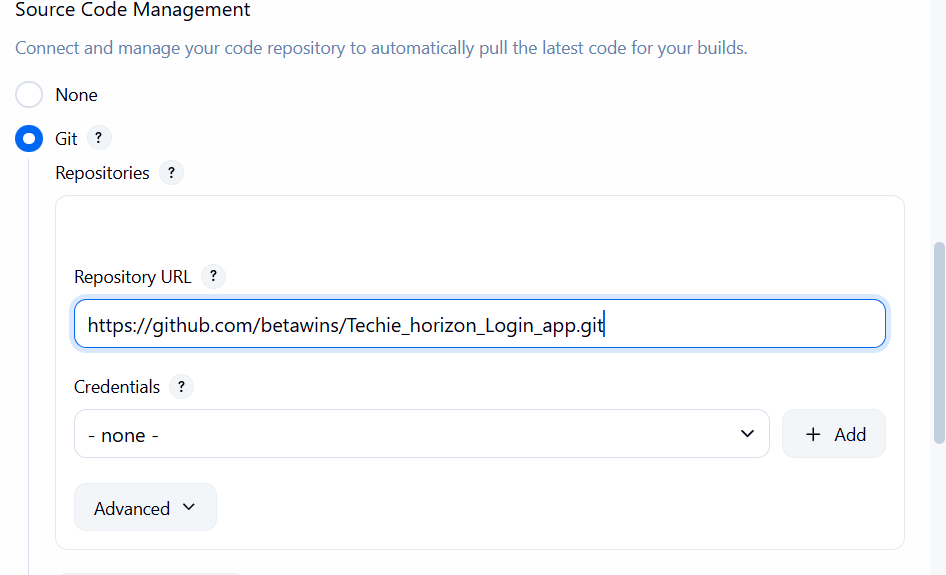 Source Code Management
Connect and manage your code repository to automatically pull the latest code for your builds.
None
Git ?
Repositories ?
Repository URL ?
https://github.com/betawins/Techie_horizon_Login_app.git
Credentials ?
- none -
+ Add
Advanced